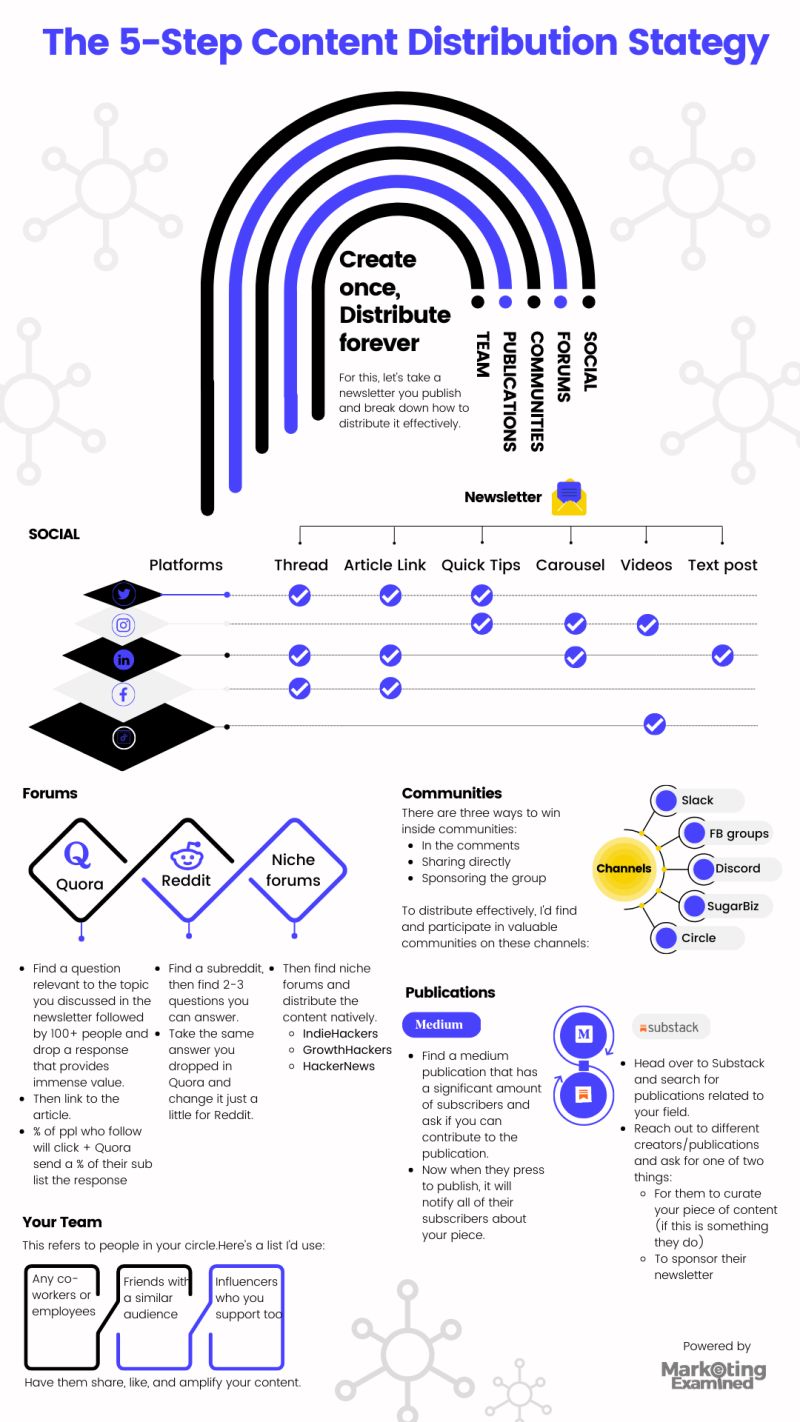 The 5-Step Content Distribution Stategy
Create
once,
Distribute
forever
For this, let's take a
newsletter you publish
and break down how to
distribute it effectively.
TEAM
PUBLICATIONS
COMMUNITIES
FORUMS
SOCIAL
Newsletter
SOCIAL
Platforms Thread Article Link Quick Tips Carousel Videos Text post
in
f
Forums
Q
Quora
Reddit
Niche
forums
• Find a question
relevant to the topic
you discussed in the
newsletter followed
by 100+ people and
drop a response
that provides
immense value.
• Then link to the
article.
• % of ppl who follow
will click + Quora
send a % of their sub
list the response
• Find a subreddit,
then find 2-3
questions you
can answer.
• Take the same
answer you
dropped in
Quora and
change it just a
little for Reddit.
• Then find niche
forums and
distribute the
content natively.
IndieHackers
GrowthHackers
HackerNews
Communities
There are three ways to win
inside communities:
• In the comments
• Sharing directly
• Sponsoring the group
To distribute effectively, I'd find
and participate in valuable
communities on these channels:
Channels
Slack
FB groups
Discord
SugarBiz
Circle
Publications
Medium
M
substack
• Find a medium
publication that has
a significant amount
of subscribers and
ask if you can
contribute to the
publication.
• Now when they press
to publish, it will
notify all of their
subscribers about
your piece.
• Head over to Substack
and search for
publications related to
your field.
• Reach out to different
creators/publications
and ask for one of two
things:
For them to curate
your piece of content
(if this is something
they do)
To sponsor their
newsletter
Your Team
This refers to people in your circle.Here's a list I'd use:
Any co-
workers or
employees
Friends with
a similar
audience
Influencers
who you
support too
Have them share, like, and amplify your content.
Powered by
Marketing
Examined